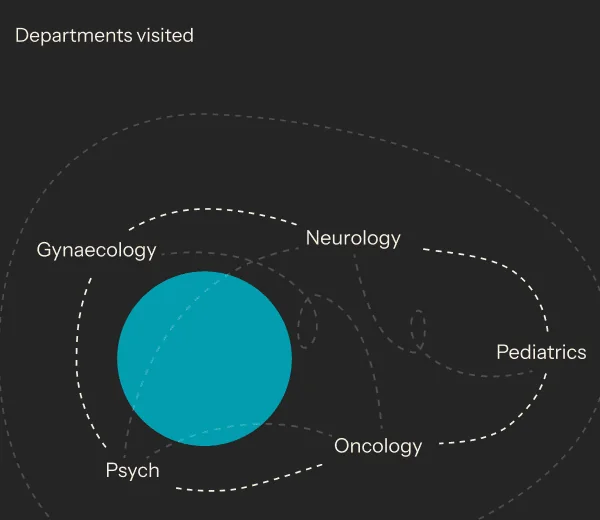 Departments visited
Neurology
Gynaecology
Pediatrics
Oncology
Psych